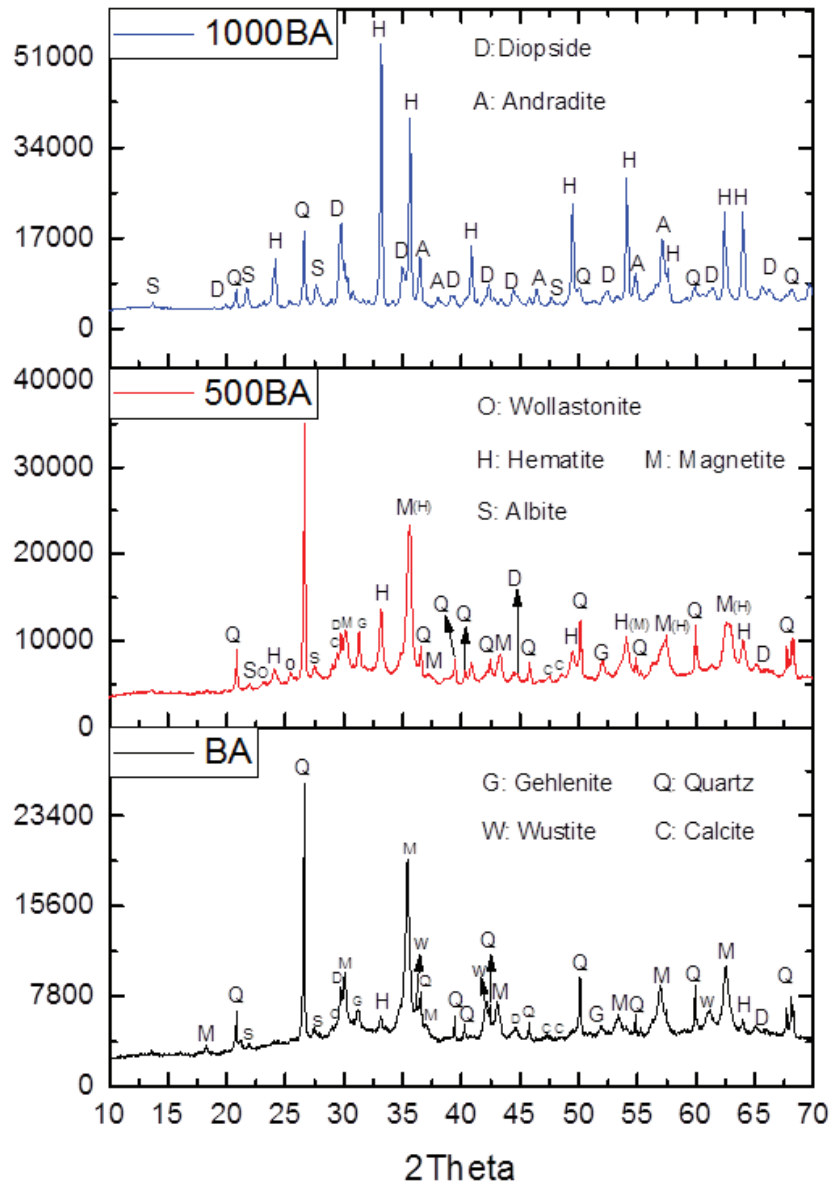 1000BA
D:Diopside
A: Andradite
51000
34000
17000
0
S D Q S H Q S D H D H A A D H D D A S H Q D H A A H Q D H H D Q
500BA
O: Wollastonite
H: Hematite M: Magnetite
S: Albite
40000
30000
20000
10000
0
Q S O H O S C D M G H M(H) Q M Q Q Q M D Q C C H Q G H(M) Q M(H) Q M(H) H D Q
BA
G: Gehlenite Q: Quartz
W: Wustite C: Calcite
23400
15600
7800
0
M Q S Q S C D M G H M W Q M Q Q W Q M D Q C C Q G M Q M Q W M H D Q
10 15 20 25 30 35 40 45 50 55 60 65 70
2Theta